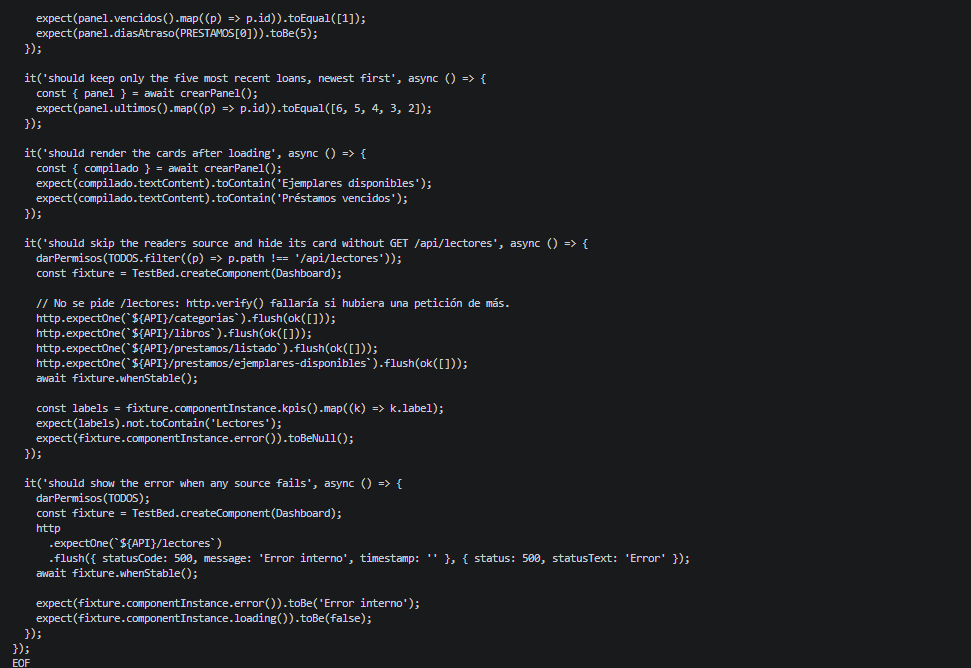 expect(panel.vencidos().map((p) => p.id)).toEqual([1]);
expect(panel.diasAtraso(PRESTAMOS[0])).toBe(5);
});
it('should keep only the five most recent loans, newest first', async () => {
const { panel } = await crearPanel();
expect(panel.ultimos().map((p) => p.id)).toEqual([6, 5, 4, 3, 2]);
});
it('should render the cards after loading', async () => {
const { compilado } = await crearPanel();
expect(compilado.textContent).toContain('Ejemplares disponibles');
expect(compilado.textContent).toContain('Préstamos vencidos');
});
it('should skip the readers source and hide its card without GET /api/lectores', async () => {
darPermisos(TODOS.filter((p) => p.path !== '/api/lectores'));
const fixture = TestBed.createComponent(Dashboard);
// No se pide /lectores: http.verify() fallaría si hubiera una petición de más.
http.expectOne(`${API}/categorias`).flush(ok([]));
http.expectOne(`${API}/libros`).flush(ok([]));
http.expectOne(`${API}/prestamos/listado`).flush(ok([]));
http.expectOne(`${API}/prestamos/ejemplares-disponibles`).flush(ok([]));
await fixture.whenStable();
const labels = fixture.componentInstance.kpis().map((k) => k.label);
expect(labels).not.toContain('Lectores');
expect(fixture.componentInstance.error()).toBeNull();
});
it('should show the error when any source fails', async () => {
darPermisos(TODOS);
const fixture = TestBed.createComponent(Dashboard);
http
.expectOne(`${API}/lectores`)
.flush({ statusCode: 500, message: 'Error interno', timestamp: '' }, { status: 500, statusText: 'Error' });
await fixture.whenStable();
expect(fixture.componentInstance.error()).toBe('Error interno');
expect(fixture.componentInstance.loading()).toBe(false);
});
});
EOF